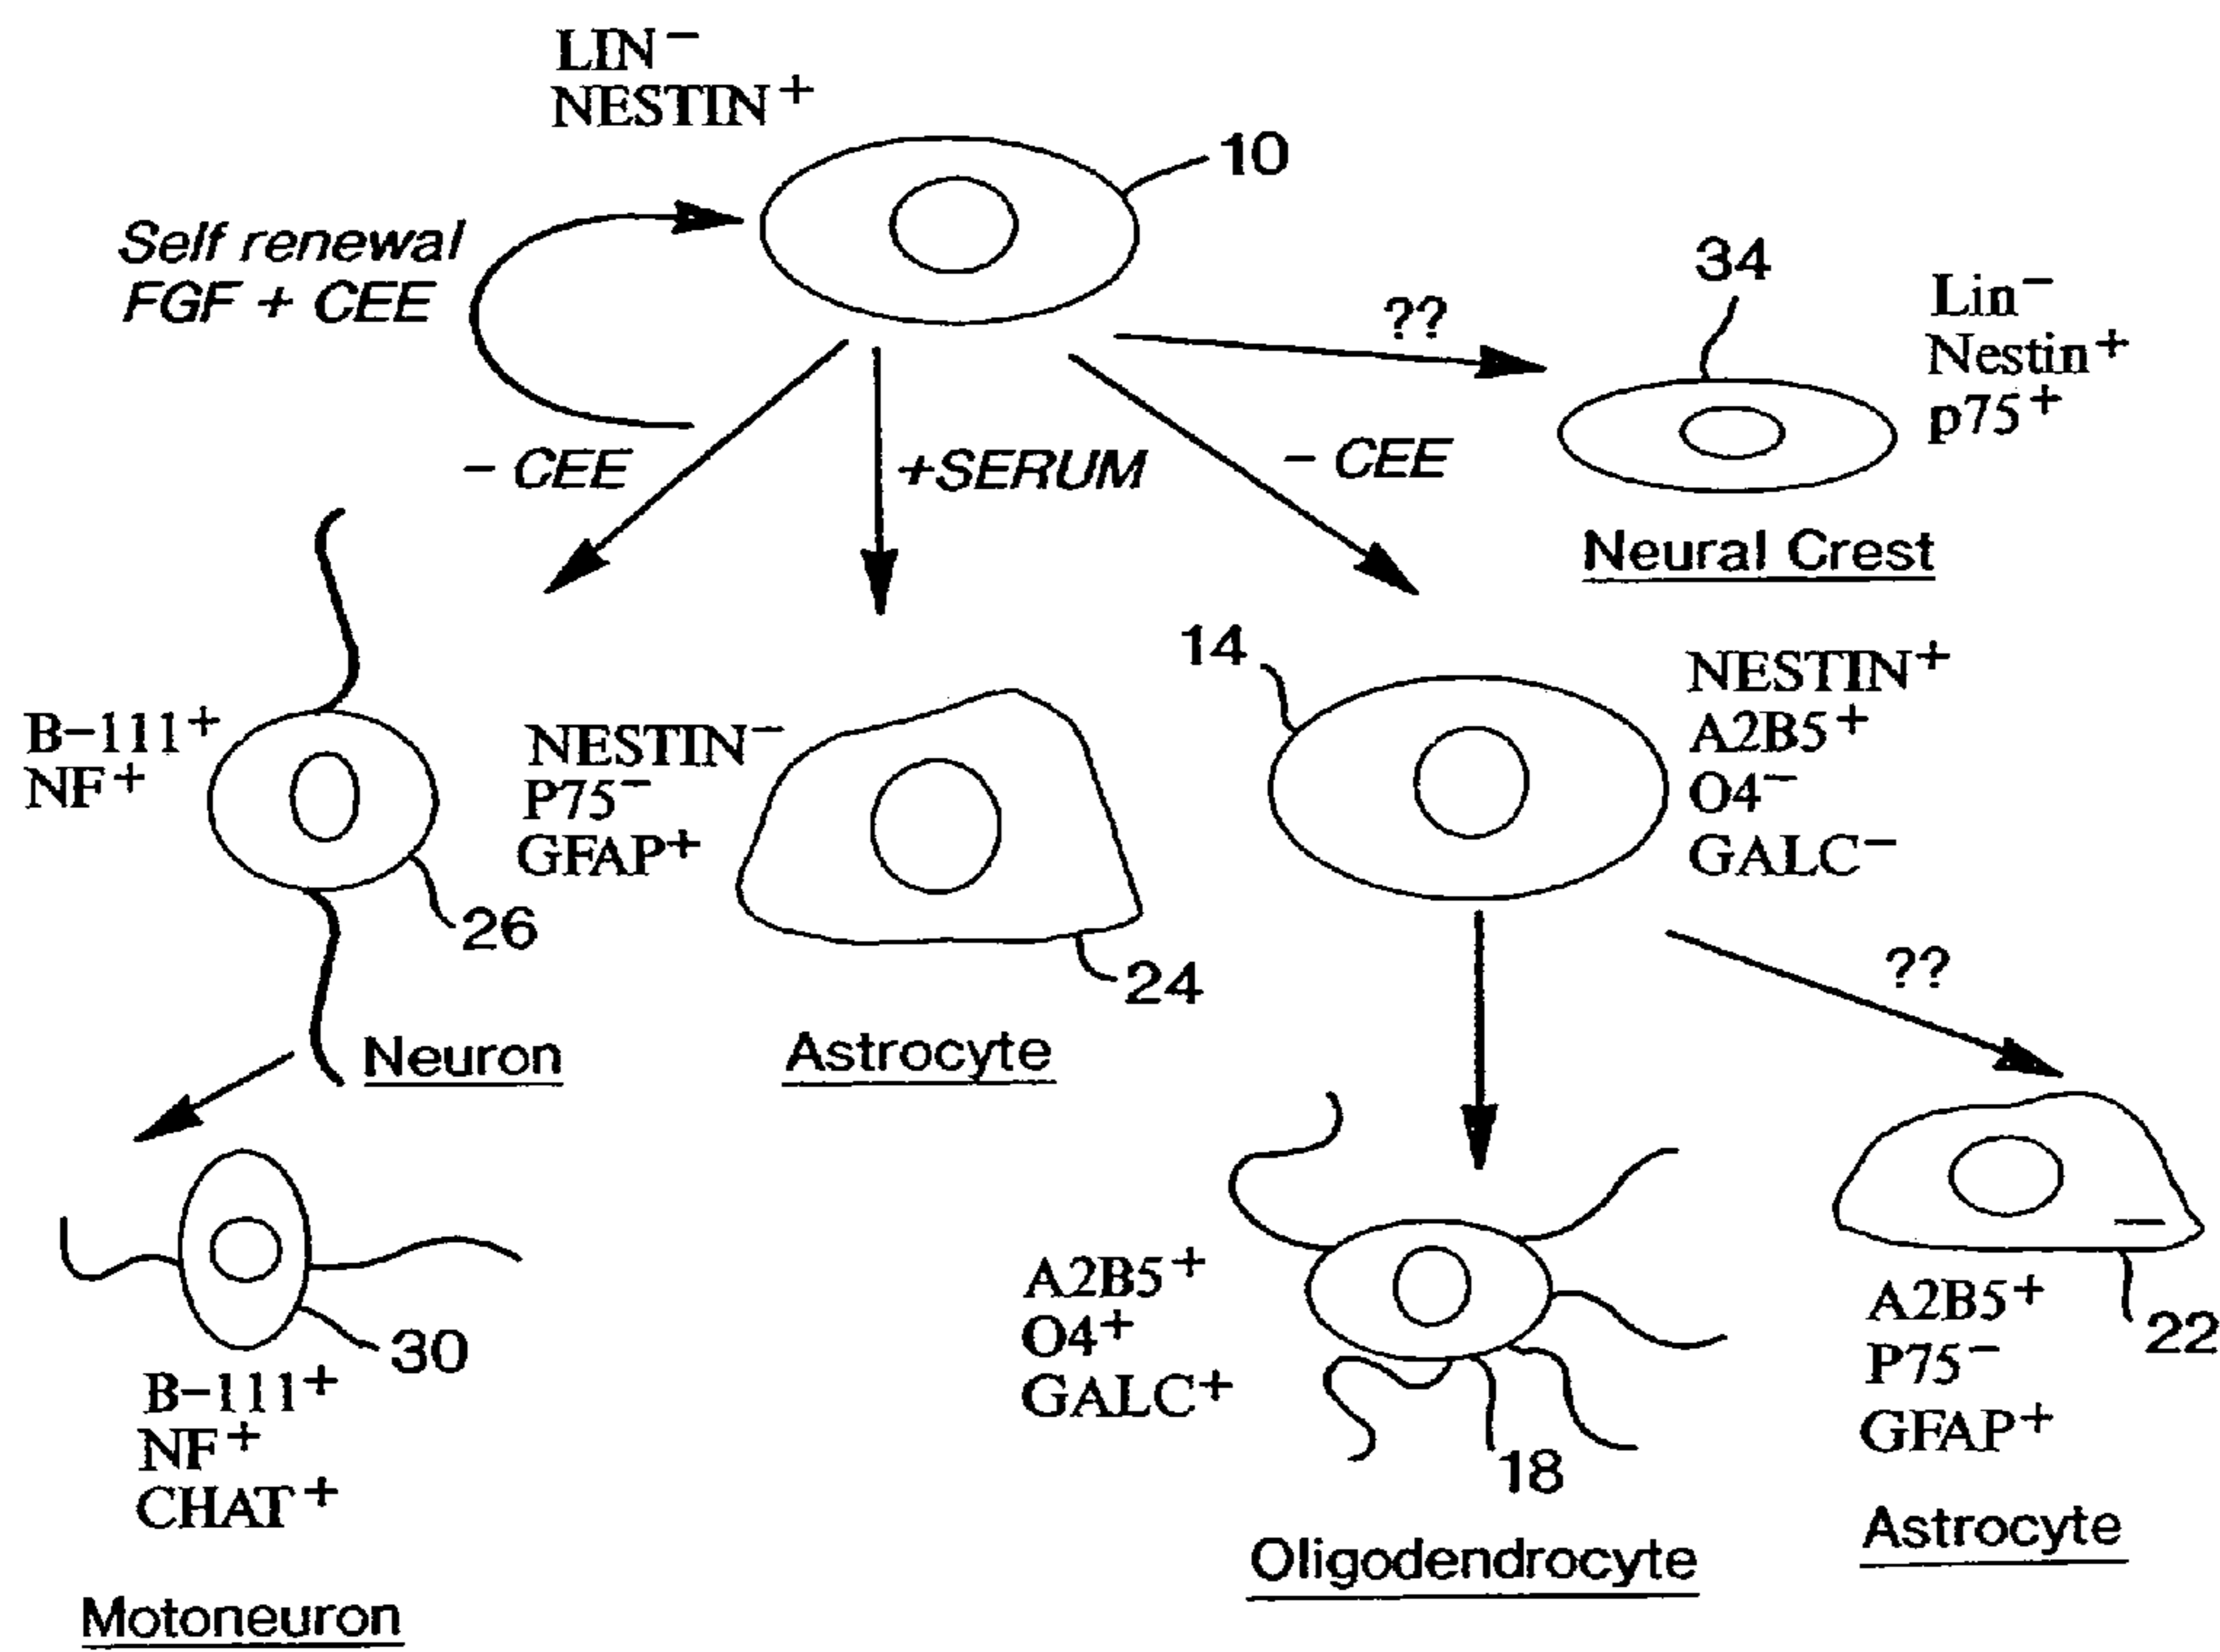 LIN−
NESTIN+
10
Self renewal
FGF + CEE
34
??
Lin−
Nestin+
p75+
− CEE
+SERUM
− CEE
Neural Crest
14
B−111+
NF+
NESTIN−
P75−
GFAP+
NESTIN+
A2B5+
O4−
GALC−
26
24
??
Neuron
Astrocyte
30
B−111+
NF+
CHAT+
A2B5+
O4+
GALC+
18
22
A2B5+
P75−
GFAP+
Motoneuron
Oligodendrocyte
Astrocyte